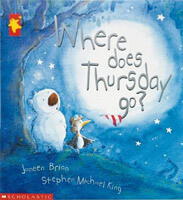 Where
does
Thursday
go?
Janeen Brian
Stephen Michael King
SCHOLASTIC